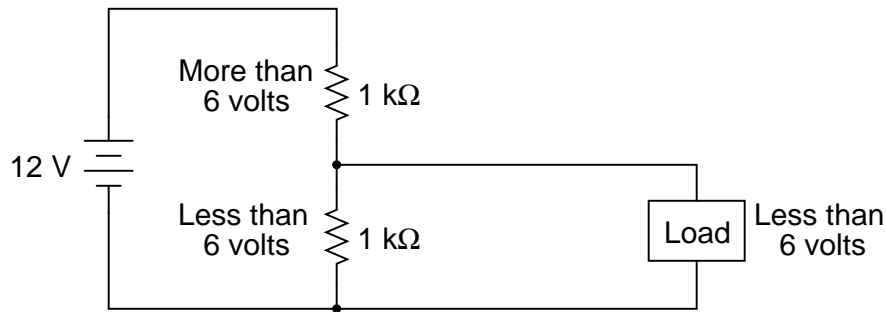 More than
6 volts
1 kΩ
12 V
Less than
6 volts
1 kΩ
Load
Less than
6 volts